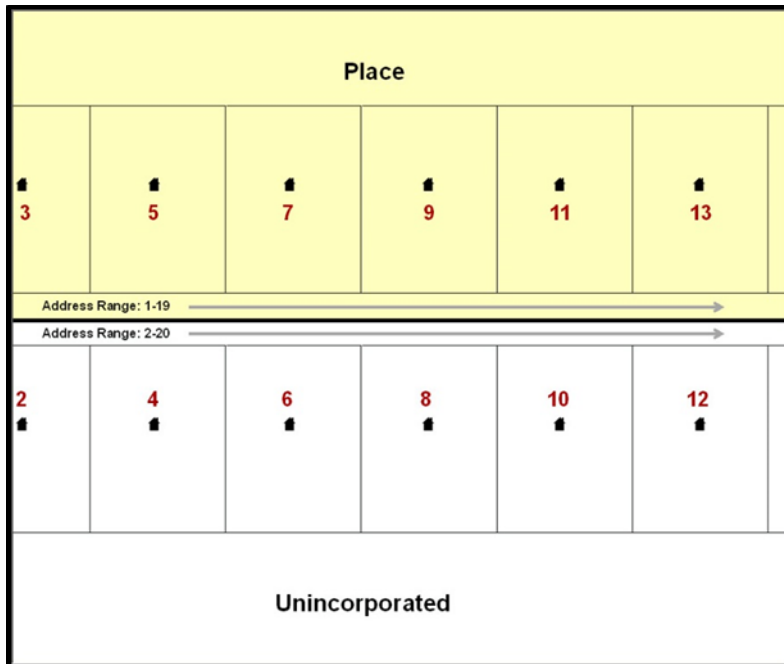 Place
3 5 7 9 11 13
Address Range: 1-19
Address Range: 2-20
2 4 6 8 10 12
Unincorporated